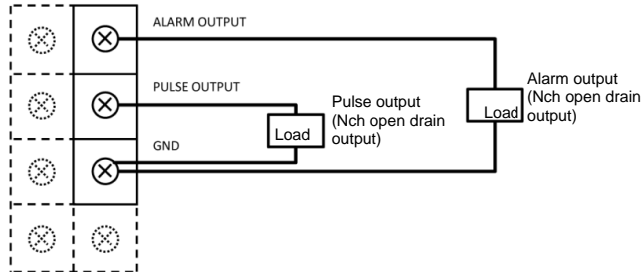 ALARM OUTPUT
PULSE OUTPUT
GND
Load
Pulse output
(Nch open drain
output)
Load
Alarm output
(Nch open drain
output)